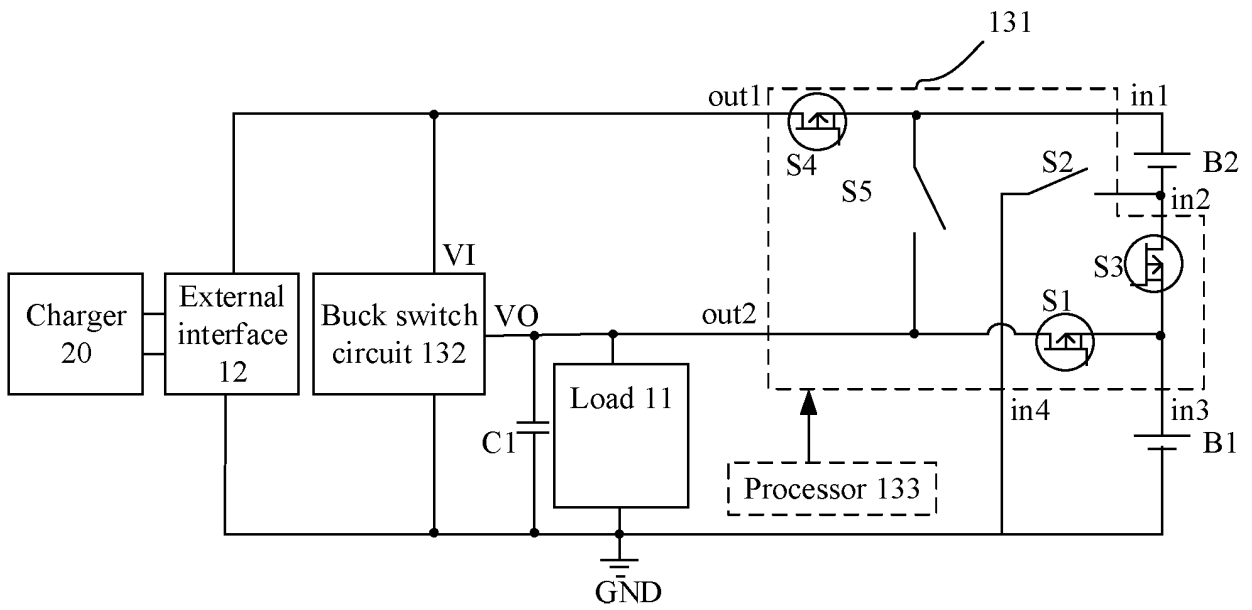 131
out1
in1
S4
S5
S2
B2
in2
S3
VI
Charger
20
External
interface
12
Buck switch
circuit 132
VO
out2
S1
Load 11
C1
in4
in3
B1
Processor 133
GND